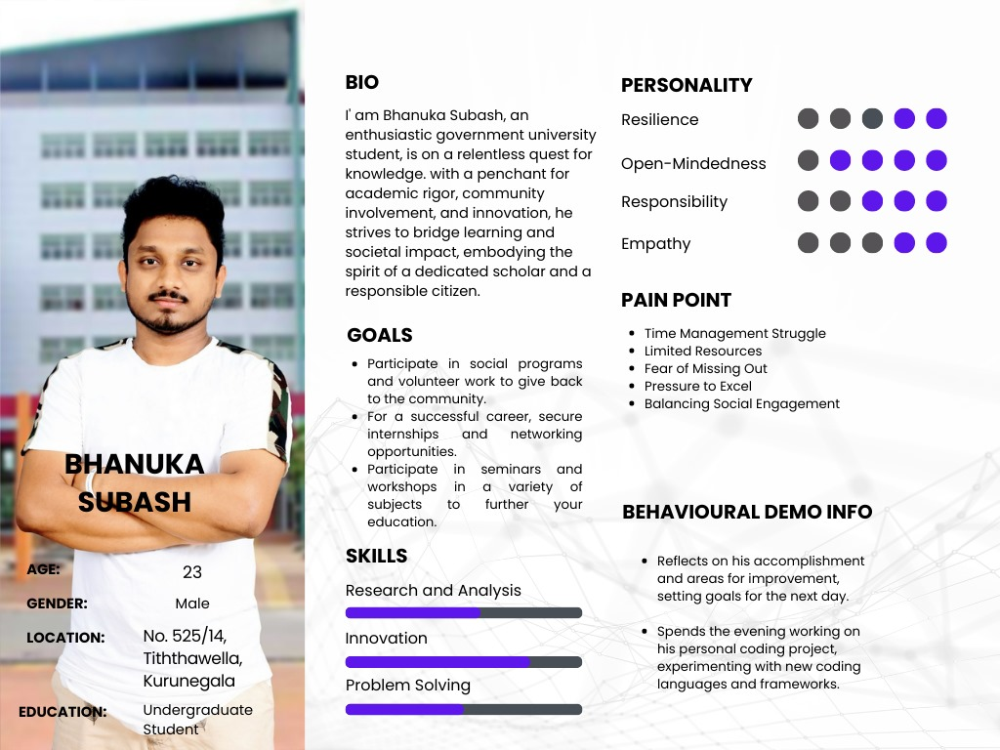 BHANUKA
SUBASH
AGE: 23
GENDER: Male
LOCATION: No. 525/14,
Tiththawella,
Kurunegala
EDUCATION: Undergraduate
Student
BIO
I' am Bhanuka Subash, an
enthusiastic government university
student, is on a relentless quest for
knowledge. with a penchant for
academic rigor, community
involvement, and innovation, he
strives to bridge learning and
societal impact, embodying the
spirit of a dedicated scholar and a
responsible citizen.
GOALS
• Participate in social programs
and volunteer work to give back
to the community.
• For a successful career, secure
internships and networking
opportunities.
• Participate in seminars and
workshops in a variety of
subjects to further your
education.
SKILLS
Research and Analysis
Innovation
Problem Solving
PERSONALITY
Resilience
Open-Mindedness
Responsibility
Empathy
PAIN POINT
• Time Management Struggle
• Limited Resources
• Fear of Missing Out
• Pressure to Excel
• Balancing Social Engagement
BEHAVIOURAL DEMO INFO
• Reflects on his accomplishment
and areas for improvement,
setting goals for the next day.
• Spends the evening working on
his personal coding project,
experimenting with new coding
languages and frameworks.